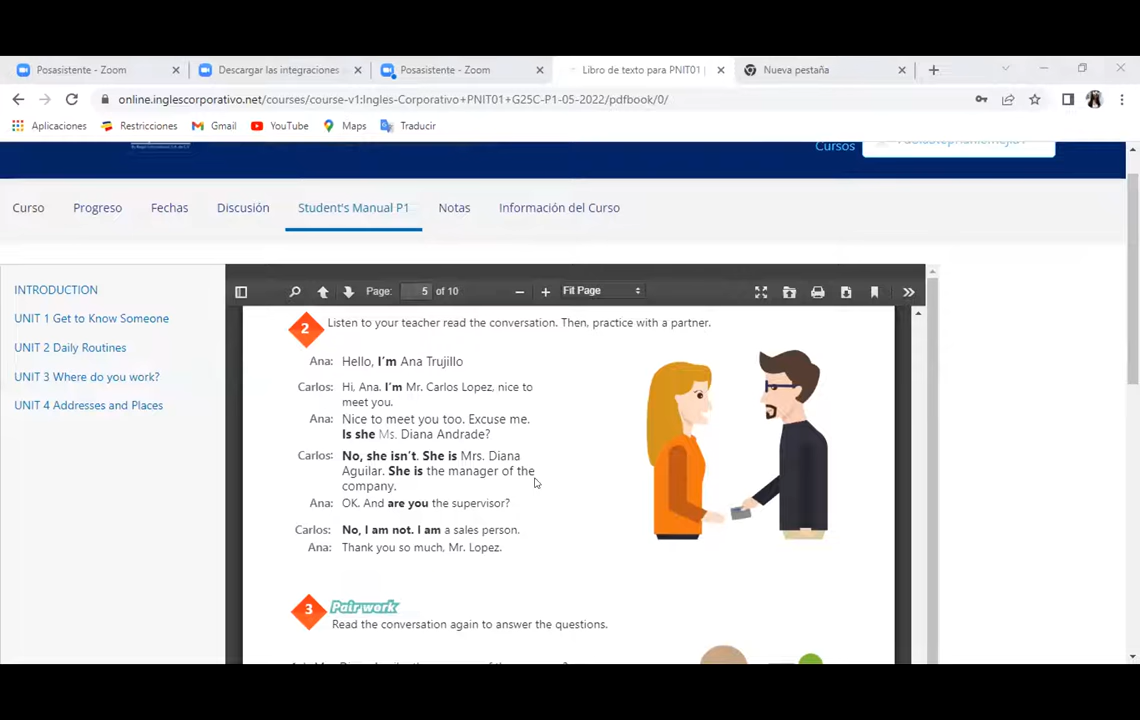 Posasistente - Zoom
Descargar las integraciones
Posasistente - Zoom
Libro de texto para PNIT01 |
Nueva pestaña
online.inglescorporativo.net/courses/course-v1:Ingles-Corporativo+PNIT01+G25C-P1-05-2022/pdfbook/0/
Aplicaciones
Restricciones
Gmail
YouTube
Maps
Traducir
Cursos
Curso
Progreso
Fechas
Discusión
Student's Manual P1
Notas
Información del Curso
INTRODUCTION
UNIT 1 Get to Know Someone
UNIT 2 Daily Routines
UNIT 3 Where do you work?
UNIT 4 Addresses and Places
Page: 5 of 10
Fit Page
2 Listen to your teacher read the conversation. Then, practice with a partner.
Ana: Hello, I'm Ana Trujillo
Carlos: Hi, Ana. I'm Mr. Carlos Lopez, nice to
meet you.
Ana: Nice to meet you too. Excuse me.
Is she Ms. Diana Andrade?
Carlos: No, she isn't. She is Mrs. Diana
Aguilar. She is the manager of the
company.
Ana: OK. And are you the supervisor?
Carlos: No, I am not. I am a sales person.
Ana: Thank you so much, Mr. Lopez.
3 Pair work
Read the conversation again to answer the questions.